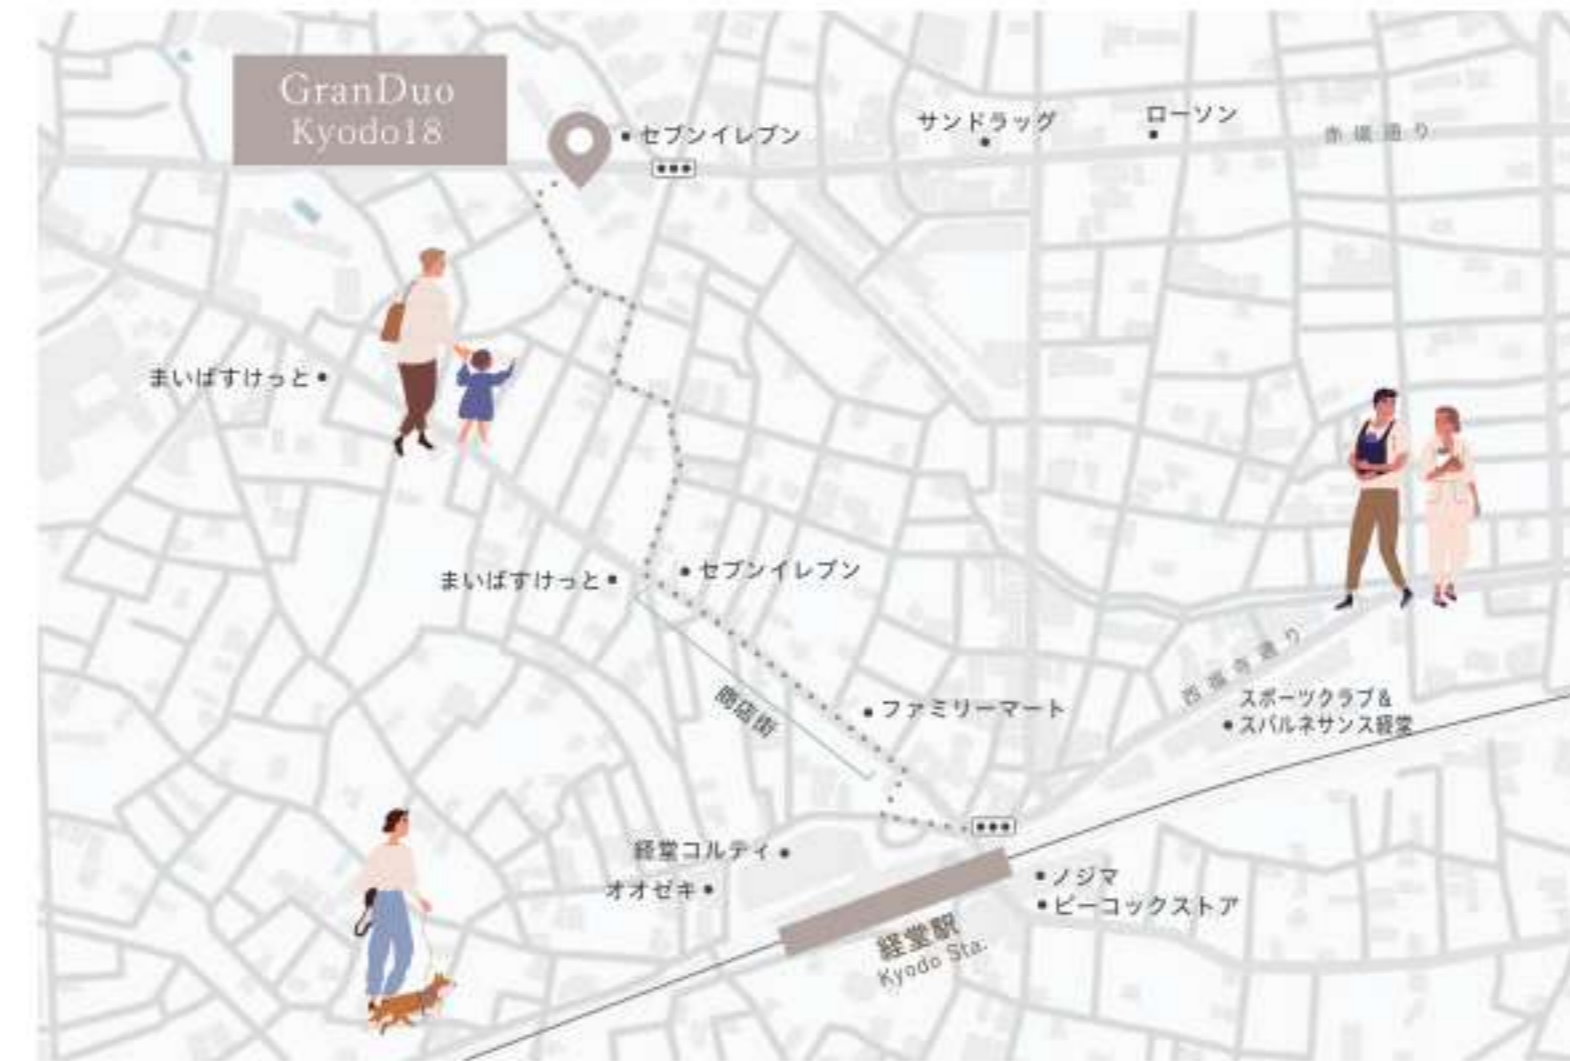 GranDuo
Kyodo18
セブンイレブン
サンドラッグ
ローソン
赤堤通り
まいばすけっと
まいばすけっと
セブンイレブン
商店街
ファミリーマート
西福寺通り
スポーツクラブ&
スパルネサンス経堂
経堂コルティ
オオゼキ
ノジマ
ピーコックストア
経堂駅
Kyodo Sta.